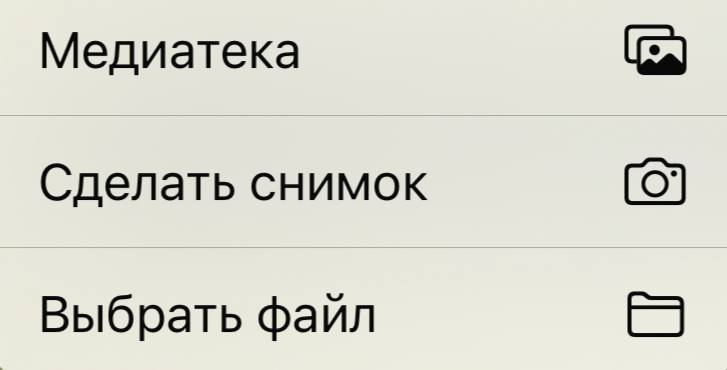 Медиатека
Сделать снимок
Выбрать файл